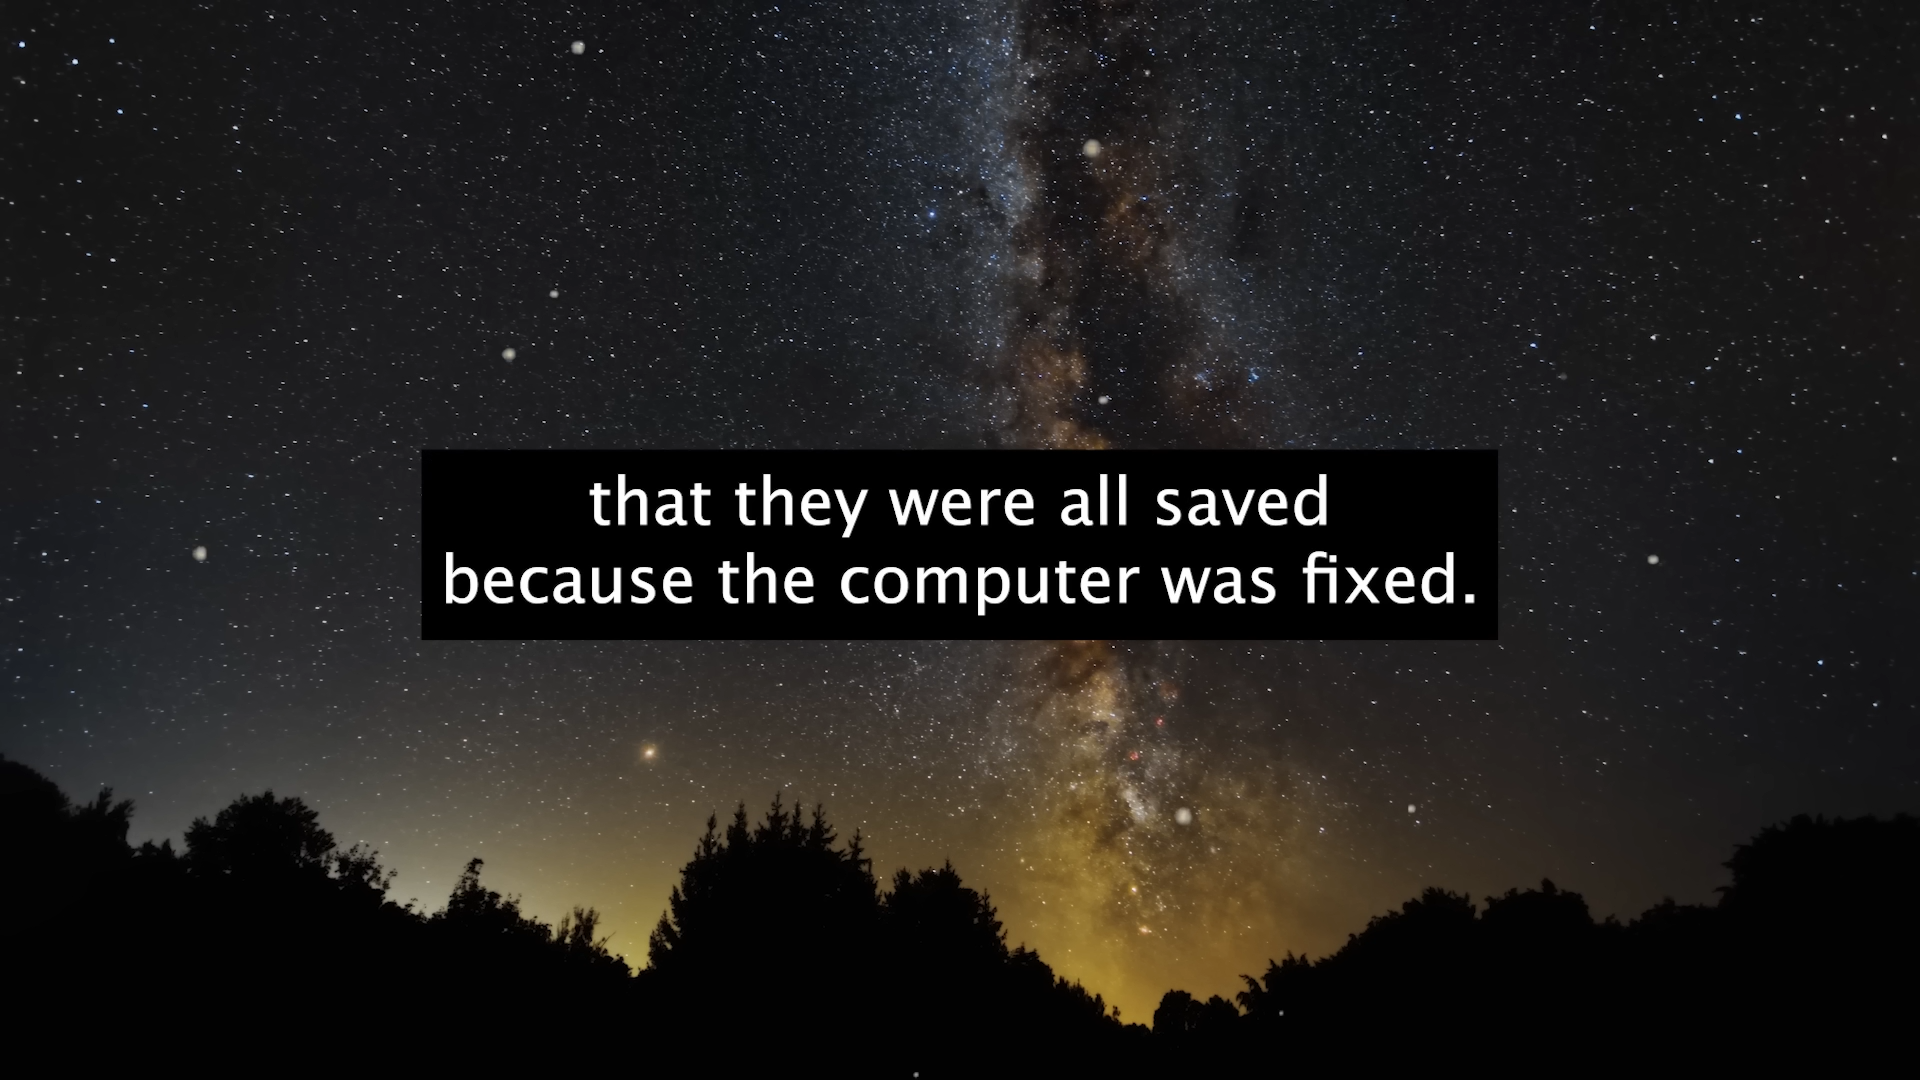 that they were all saved
because the computer was fixed.